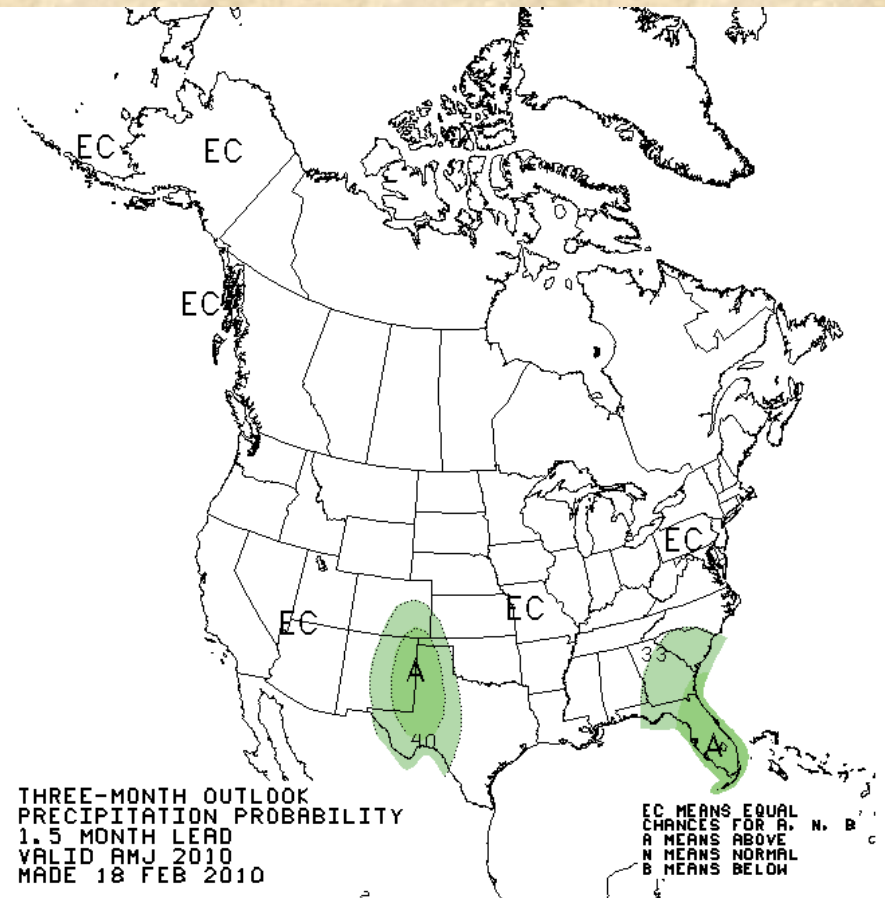 EC
EC
EC
EC
EC
EC
33
A
40
A
THREE-MONTH OUTLOOK
PRECIPITATION PROBABILITY
1.5 MONTH LEAD
VALID AMJ 2010
MADE 18 FEB 2010
EC MEANS EQUAL
CHANCES FOR A, N, B
A MEANS ABOVE
N MEANS NORMAL
B MEANS BELOW